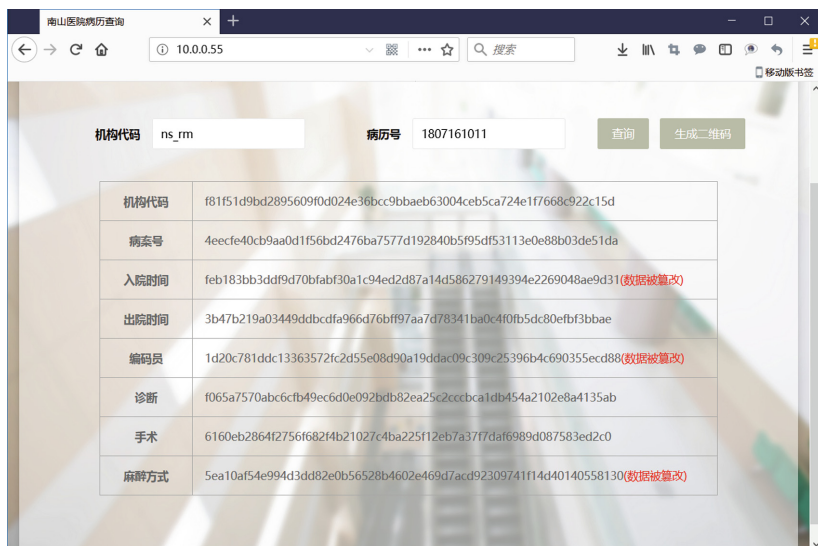 南山医院病历查询
10.0.0.55
搜索
移动版书签
机构代码 ns_rm 病历号 1807161011 查询 生成二维码
机构代码 f81f51d9bd2895609f0d024e36bcc9bbaeb63004ceb5ca724e1f7668c922c15d
病案号 4eecfe40cb9aa0d1f56bd2476ba7577d192840b5f95df53113e0e88b03de51da
入院时间 feb183bb3ddf9d70bfabf30a1c94ed2d87a14d586279149394e2269048ae9d31(数据被篡改)
出院时间 3b47b219a03449ddbcdfa966d76bff97aa7d78341ba0c4f0fb5dc80efbf3bbae
编码员 1d20c781ddc13363572fc2d55e08d90a19ddac09c309c25396b4c690355ecd88(数据被篡改)
诊断 f065a7570abc6cfb49ec6d0e092bdb82ea25c2cccbca1db454a2102e8a4135ab
手术 6160eb2864f2756f682f4b21027c4ba225f12eb7a37f7daf6989d087583ed2c0
麻醉方式 5ea10af54e994d3dd82e0b56528b4602e469d7acd92309741f14d40140558130(数据被篡改)